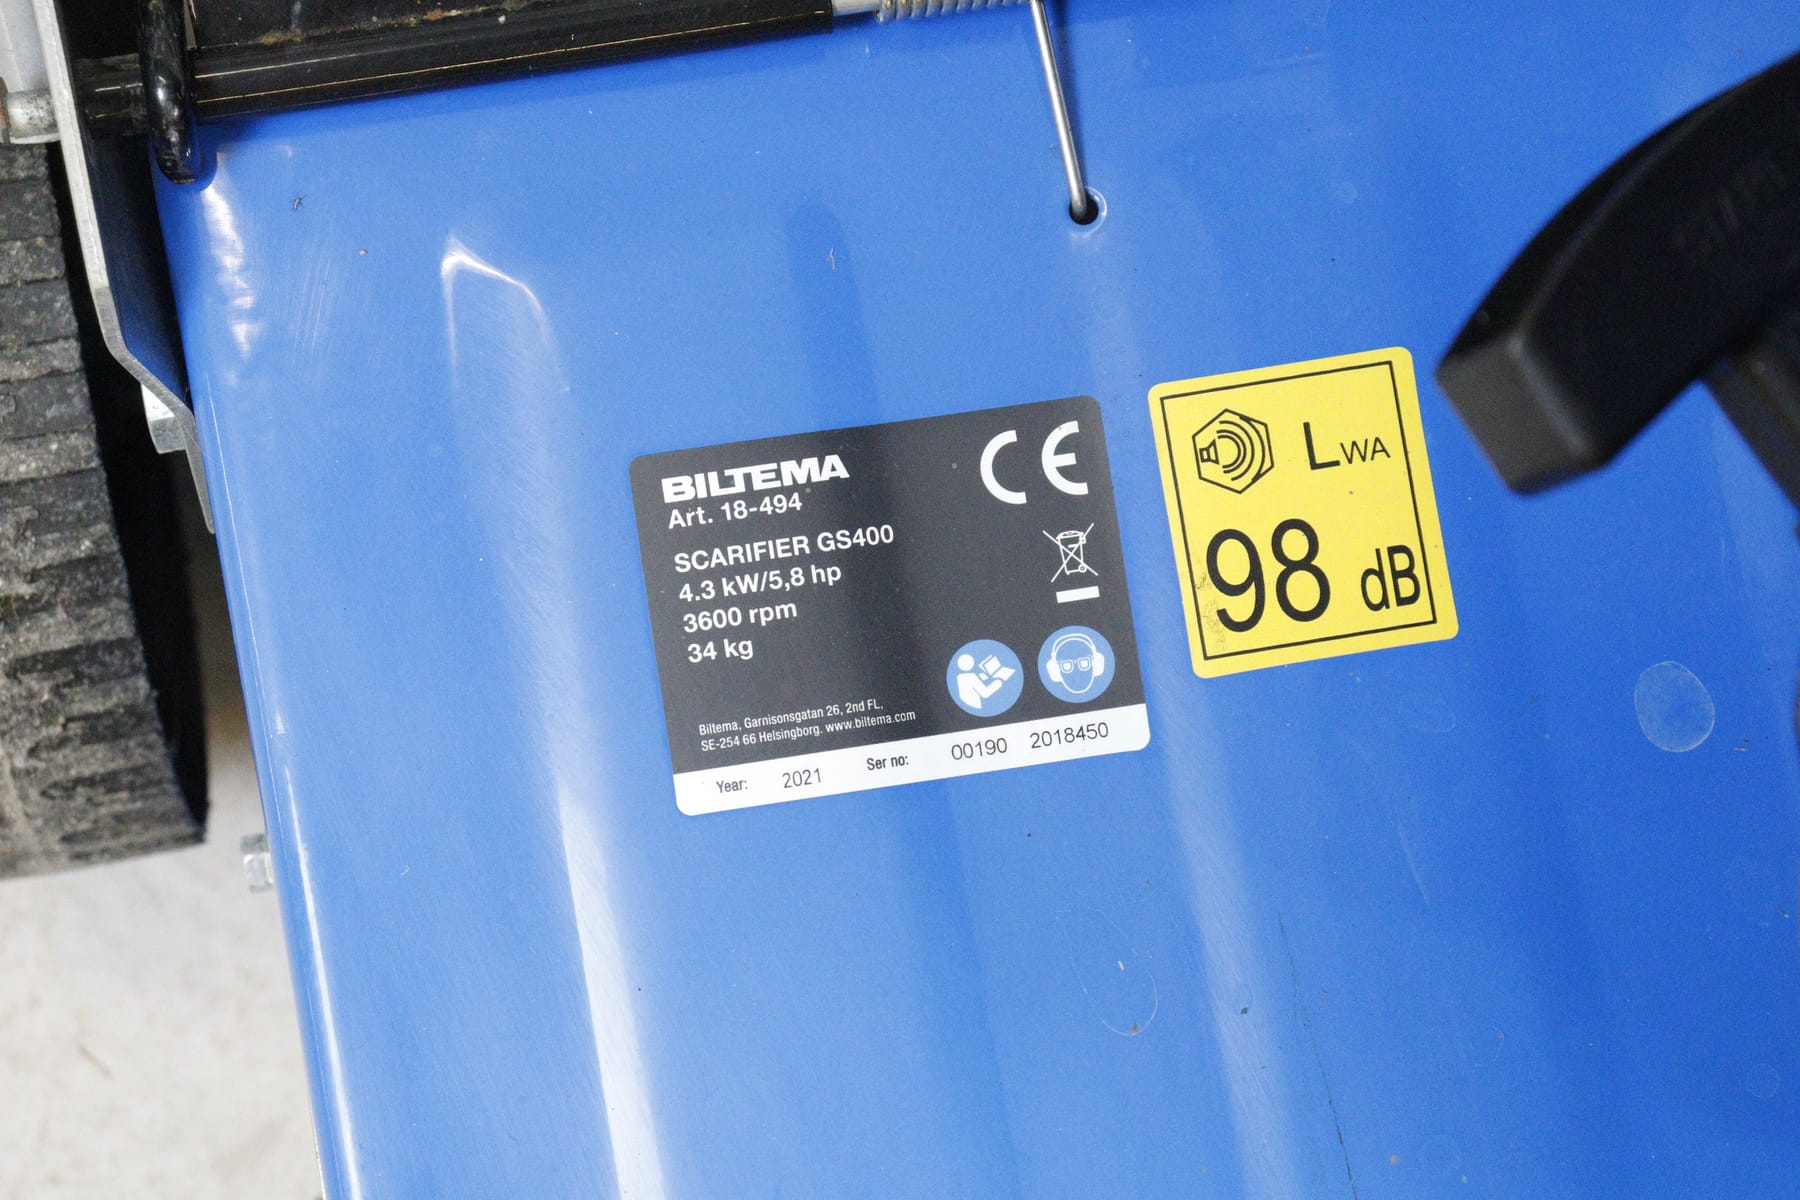 BILTEMA
Art. 18-494
SCARIFIER GS400
4.3 kW/5,8 hp
3600 rpm
34 kg
Biltema, Garnisonsgatan 26, 2nd FL,
SE-254 66 Helsingborg. www.biltema.com
Year: 2021 Ser no: 00190 2018450
CE
LWA
98 dB